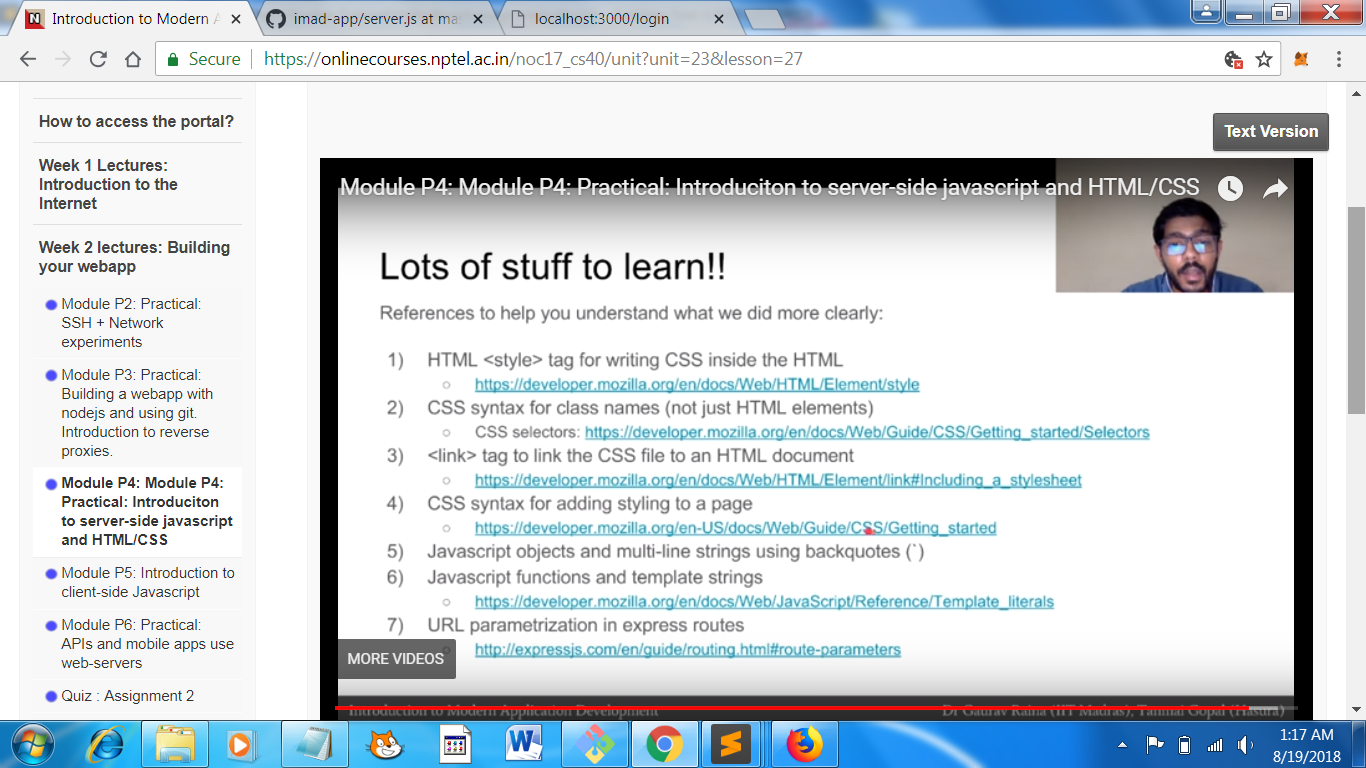 Introduction to Modern A
imad-app/server.js at mas
localhost:3000/login
Secure
https://onlinecourses.nptel.ac.in/noc17_cs40/unit?unit=23&lesson=27
How to access the portal?
Week 1 Lectures:
Introduction to the
Internet
Week 2 lectures: Building
your webapp
Module P2: Practical:
SSH + Network
experiments
Module P3: Practical:
Building a webapp with
nodejs and using git.
Introduction to reverse
proxies.
Module P4: Module P4:
Practical: Introduciton
to server-side javascript
and HTML/CSS
Module P5: Introduction to
client-side Javascript
Module P6: Practical:
APIs and mobile apps use
web-servers
Quiz : Assignment 2
Text Version
Module P4: Module P4: Practical: Introduciton to server-side javascript and HTML/CSS
Lots of stuff to learn!!
References to help you understand what we did more clearly:
1) HTML <style> tag for writing CSS inside the HTML
https://developer.mozilla.org/en/docs/Web/HTML/Element/style
2) CSS syntax for class names (not just HTML elements)
CSS selectors: https://developer.mozilla.org/en/docs/Web/Guide/CSS/Getting_started/Selectors
3) <link> tag to link the CSS file to an HTML document
https://developer.mozilla.org/en/docs/Web/HTML/Element/link#Including_a_stylesheet
4) CSS syntax for adding styling to a page
https://developer.mozilla.org/en-US/docs/Web/Guide/CSS/Getting_started
5) Javascript objects and multi-line strings using backquotes (`)
6) Javascript functions and template strings
https://developer.mozilla.org/en/docs/Web/JavaScript/Reference/Template_literals
7) URL parametrization in express routes
http://expressjs.com/en/guide/routing.html#route-parameters
MORE VIDEOS
Introduction to Modern Application Development
Dr Gaurav Raina (IIT Madras), Tanmai Gopal (Hasura)
1:17 AM
8/19/2018